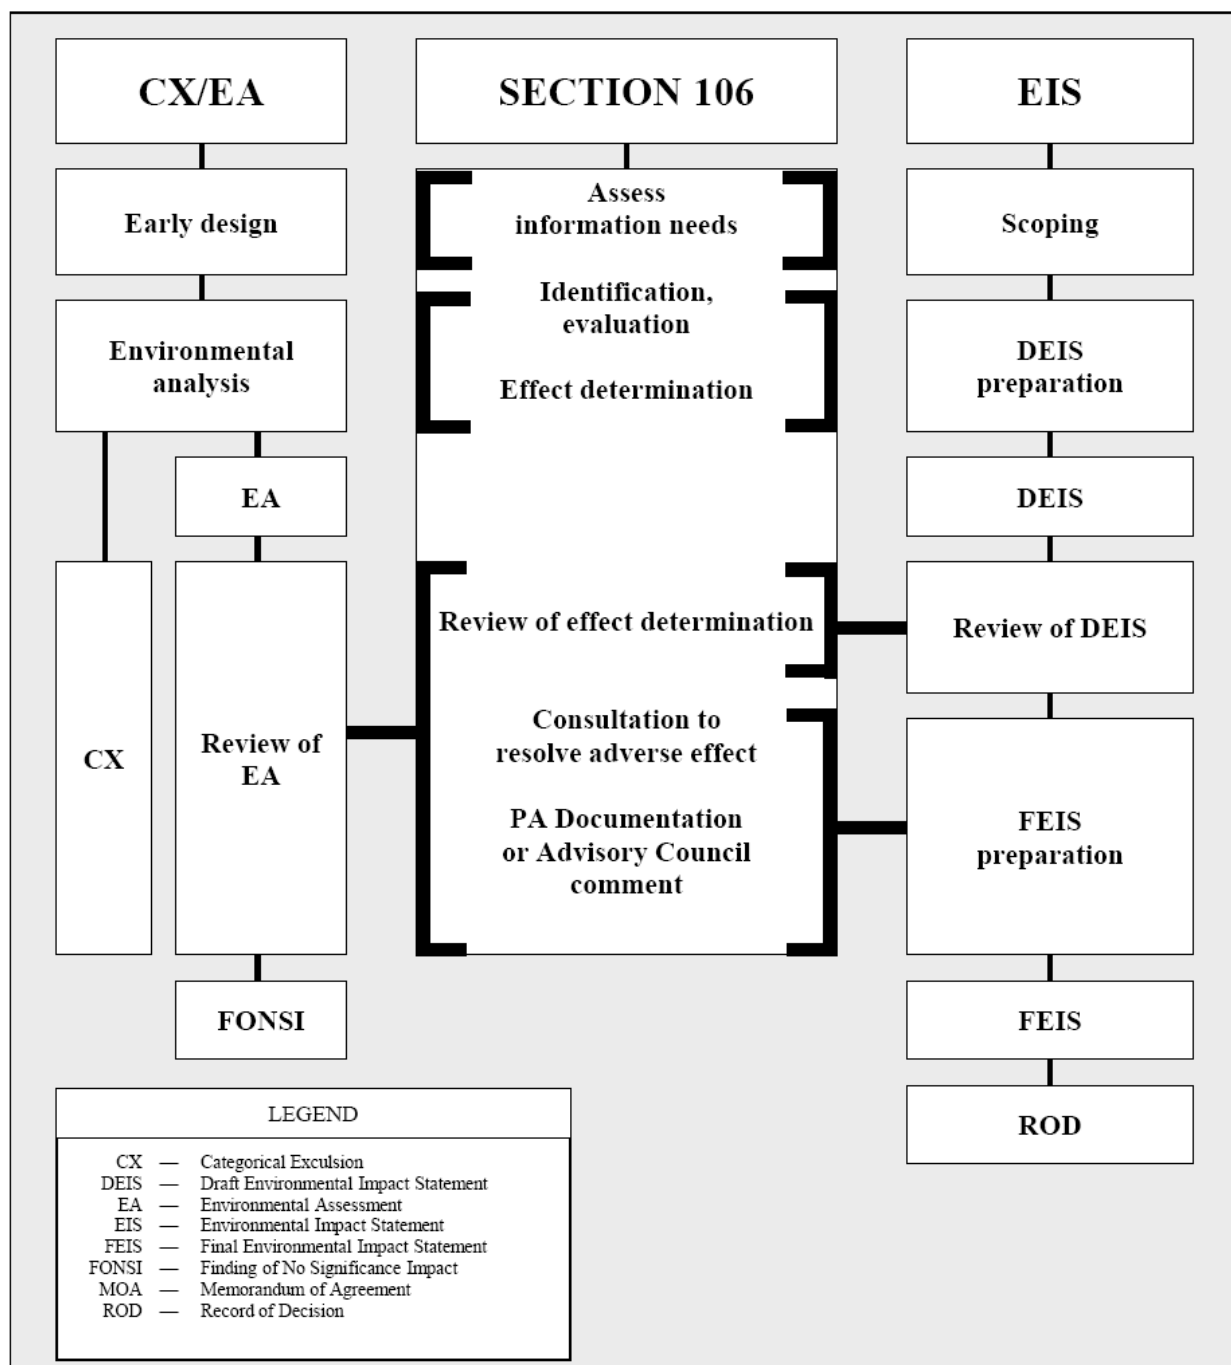 CX/EA
Early design
Environmental
analysis
EA
CX
Review of
EA
FONSI
SECTION 106
Assess
information needs
Identification,
evaluation
Effect determination
Review of effect determination
Consultation to
resolve adverse effect
PA Documentation
or Advisory Council
comment
EIS
Scoping
DEIS
preparation
DEIS
Review of DEIS
FEIS
preparation
FEIS
ROD
LEGEND
CX — Categorical Exculsion
DEIS — Draft Environmental Impact Statement
EA — Environmental Assessment
EIS — Environmental Impact Statement
FEIS — Final Environmental Impact Statement
FONSI — Finding of No Significance Impact
MOA — Memorandum of Agreement
ROD — Record of Decision